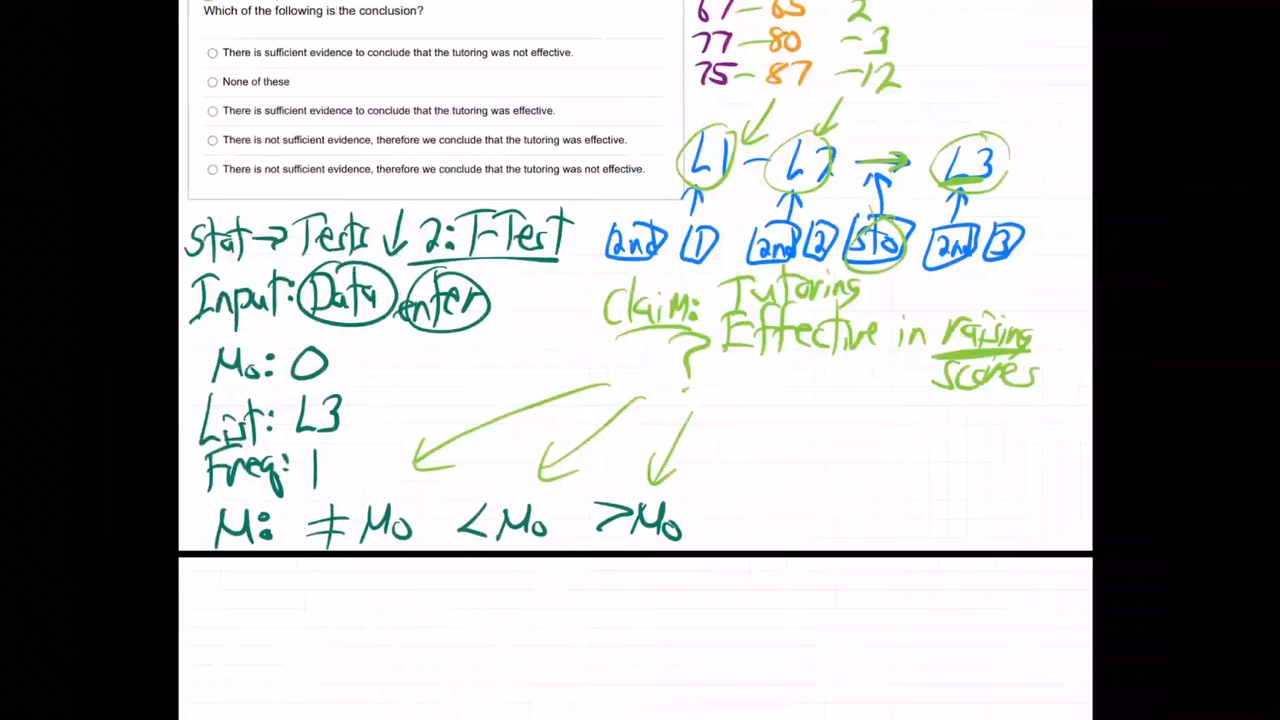 Which of the following is the conclusion?
There is sufficient evidence to conclude that the tutoring was not effective.
None of these
There is sufficient evidence to conclude that the tutoring was effective.
There is not sufficient evidence, therefore we conclude that the tutoring was effective.
There is not sufficient evidence, therefore we conclude that the tutoring was not effective.
67 - 65 2
77 - 80 -3
75 - 87 -12
L1 - L2 → L3
2nd 1 2nd 2 sto 2nd 3
Stat → Tests ↓ 2: T-Test
Input: Data enter
μ₀: 0
List: L3
Freq: 1
μ: ≠ μ₀ < μ₀ > μ₀
Claim: Tutoring
Effective in raising
scores
?